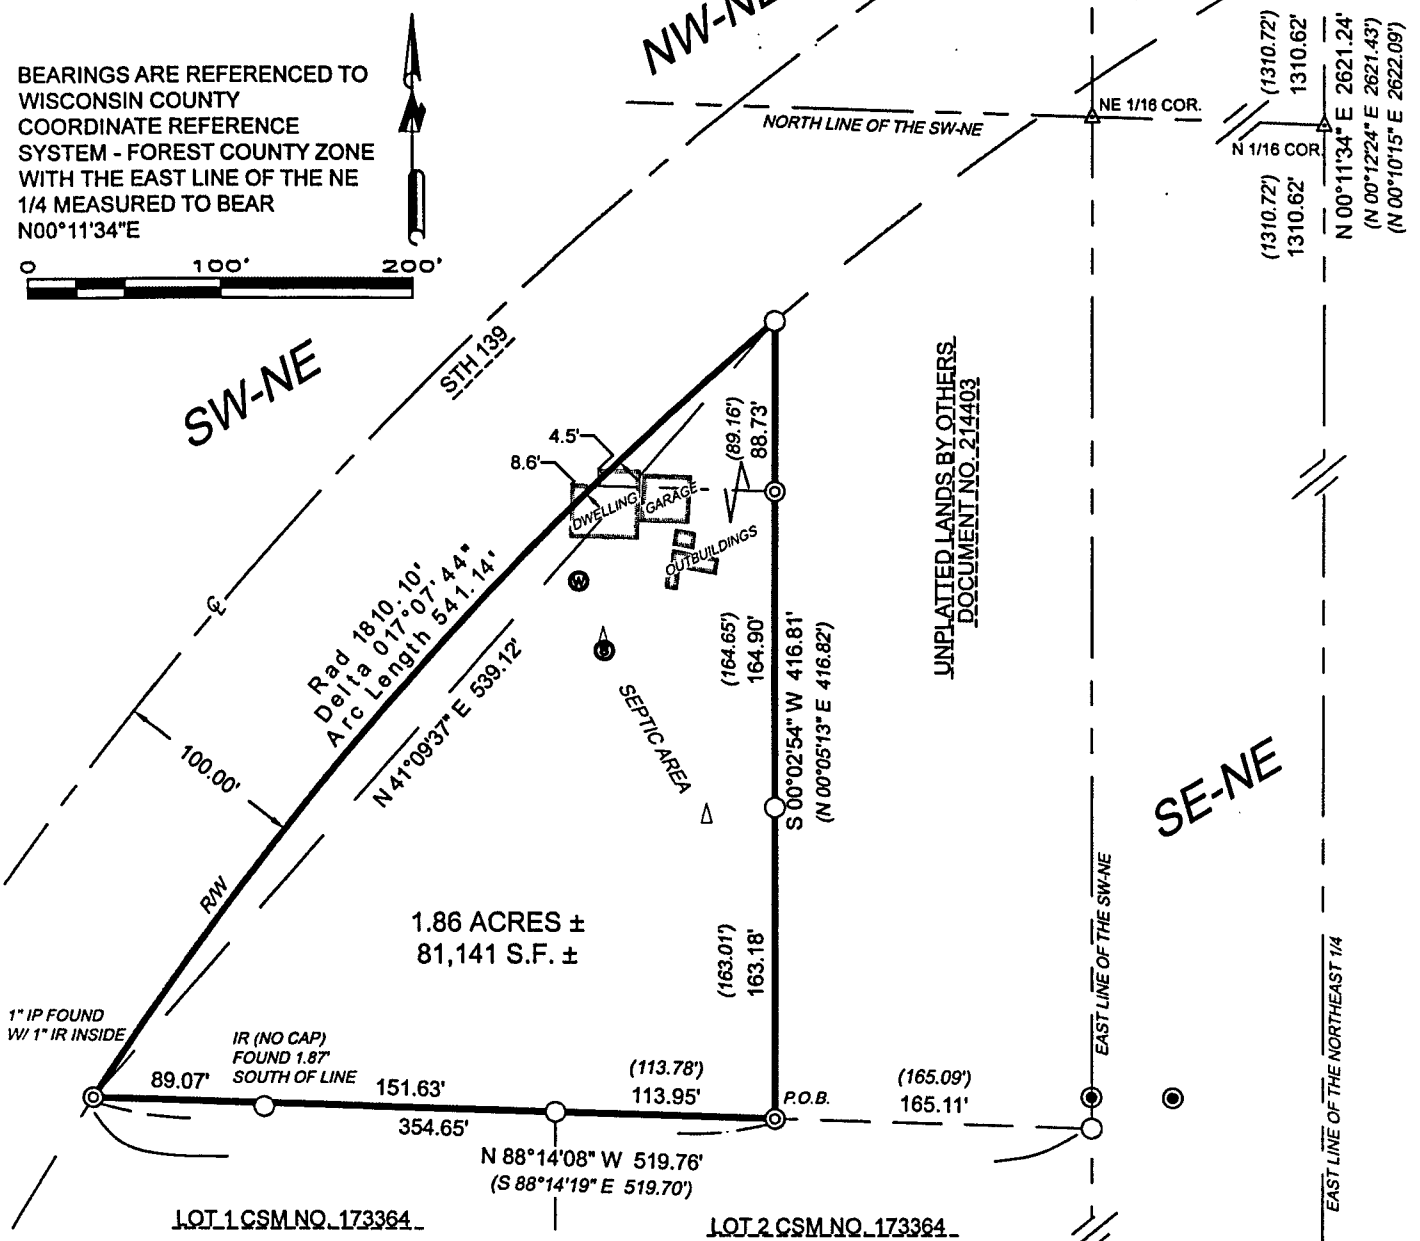 NW-NE
BEARINGS ARE REFERENCED TO
WISCONSIN COUNTY
COORDINATE REFERENCE
SYSTEM - FOREST COUNTY ZONE
WITH THE EAST LINE OF THE NE
1/4 MEASURED TO BEAR
N00°11'34"E
0 100' 200'
NORTH LINE OF THE SW-NE
NE 1/16 COR.
N 1/16 COR.
(1310.72')
1310.62'
(1310.72')
1310.62'
N 00°11'34" E 2621.24'
(N 00°12'24" E 2621.43')
(N 00°10'15" E 2622.09')
SW-NE
STH 139
4.5'
8.6'
DWELLING
GARAGE
OUTBUILDINGS
(89.16')
88.73'
UNPLATTED LANDS BY OTHERS
DOCUMENT NO. 214403
Rad 1810.10'
Delta 017°07'44"
Arc Length 541.14'
N 41°09'37" E 539.12'
W
S
SEPTIC AREA
(164.65')
164.90'
S 00°02'54" W 416.81'
(N 00°05'13" E 416.82')
100.00'
R/W
SE-NE
1.86 ACRES ±
81,141 S.F. ±
(163.01')
163.18'
EAST LINE OF THE SW-NE
EAST LINE OF THE NORTHEAST 1/4
1" IP FOUND
W/ 1" IR INSIDE
IR (NO CAP)
FOUND 1.87'
SOUTH OF LINE
89.07'
151.63'
354.65'
(113.78')
113.95'
P.O.B.
(165.09')
165.11'
N 88°14'08" W 519.76'
(S 88°14'19" E 519.70')
LOT 1 CSM NO. 173364
LOT 2 CSM NO. 173364